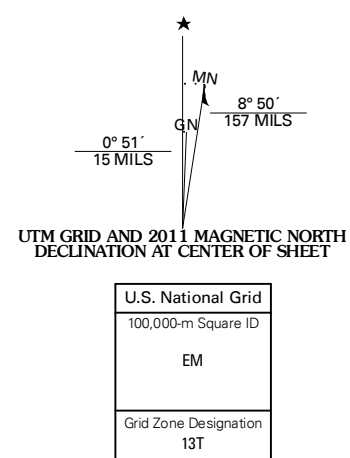 MN
8° 50´
157 MILS
GN
0° 51´
15 MILS
UTM GRID AND 2011 MAGNETIC NORTH
DECLINATION AT CENTER OF SHEET
U.S. National Grid
100,000-m Square ID
EM
Grid Zone Designation
13T